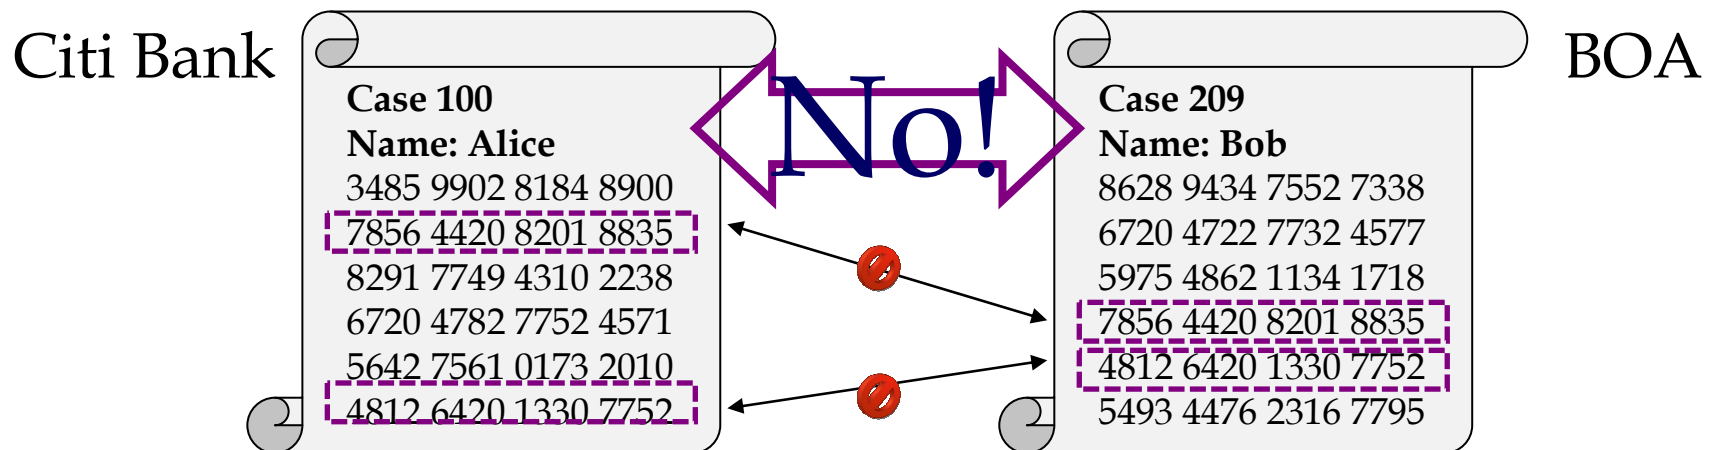 Citi Bank
Case 100
Name: Alice
3485 9902 8184 8900
7856 4420 8201 8835
8291 7749 4310 2238
6720 4782 7752 4571
5642 7561 0173 2010
4812 6420 1330 7752
No!
BOA
Case 209
Name: Bob
8628 9434 7552 7338
6720 4722 7732 4577
5975 4862 1134 1718
7856 4420 8201 8835
4812 6420 1330 7752
5493 4476 2316 7795